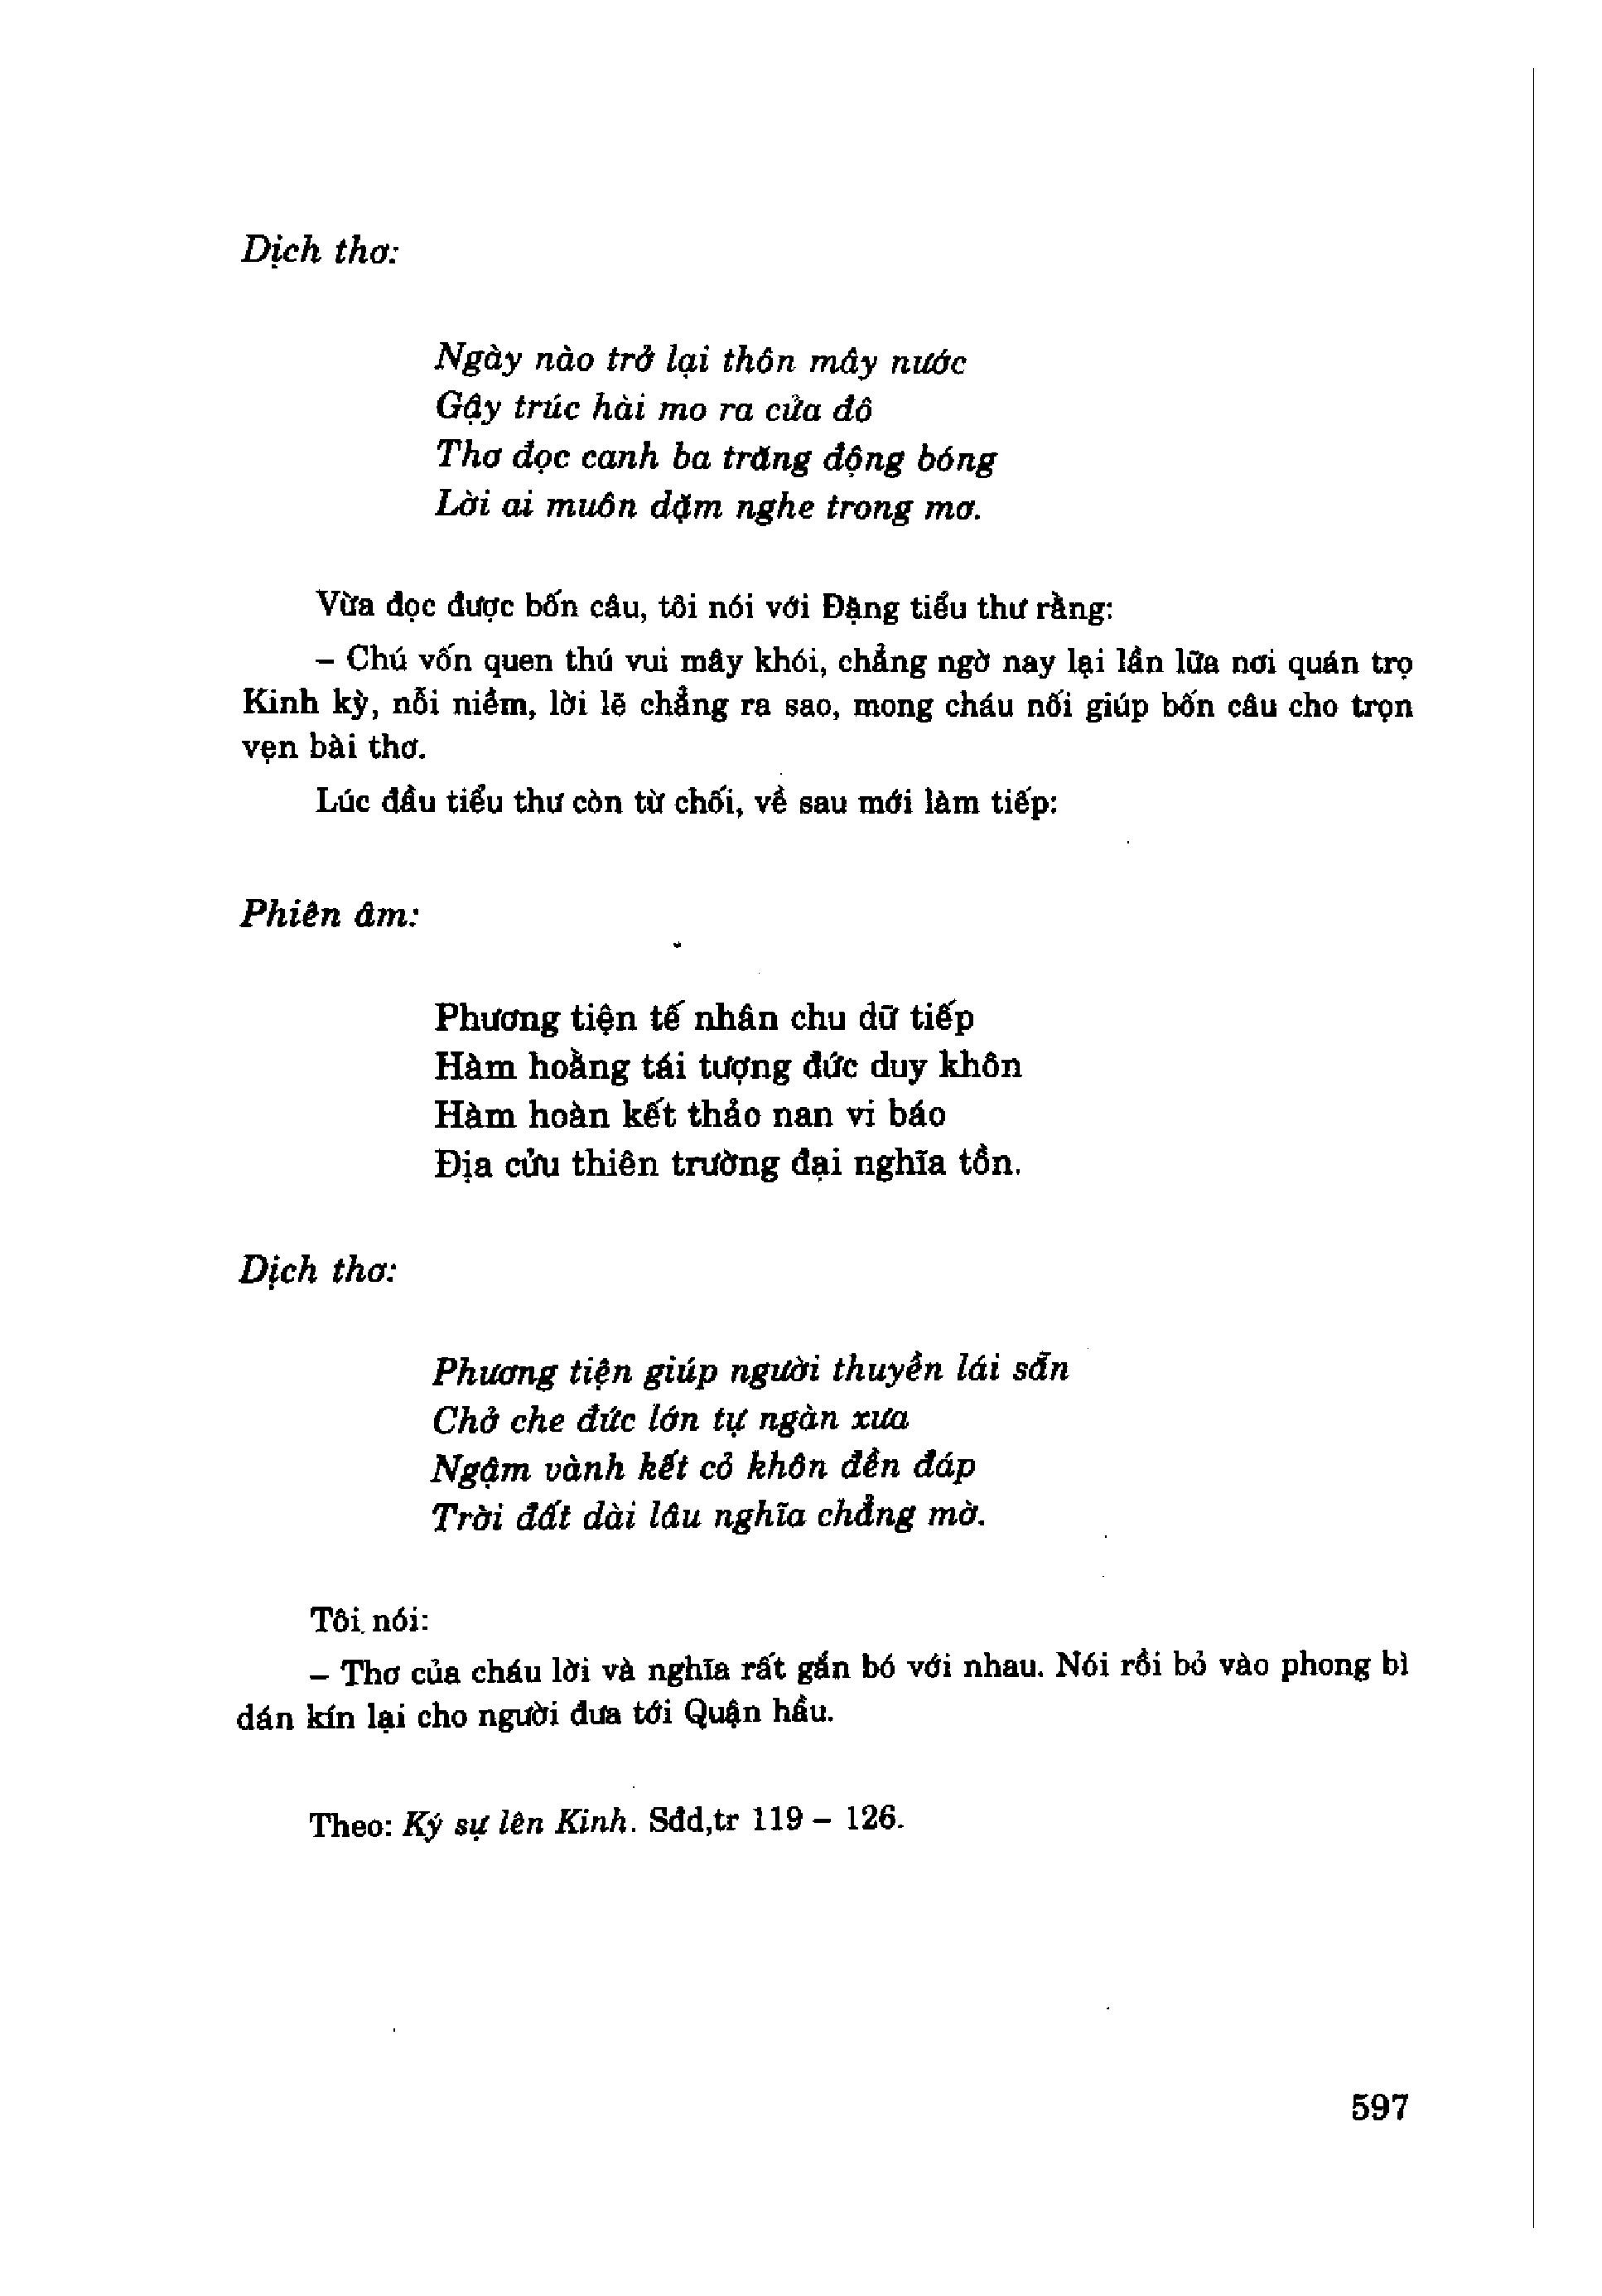 Dịch thơ:
Ngày nào trở lại thôn mây nước
Gậy trúc hài mo ra cửa đô
Thơ đọc canh ba trăng động bóng
Lời ai muôn dặm nghe trong mơ.
Vừa đọc được bốn câu, tôi nói với Đặng tiểu thư rằng:
– Chú vốn quen thú vui mây khói, chẳng ngờ nay lại lần lữa nơi quán trọ
Kinh kỳ, nỗi niềm, lời lẽ chẳng ra sao, mong cháu nối giúp bốn câu cho trọn
vẹn bài thơ.
Lúc đầu tiểu thư còn từ chối, về sau mới làm tiếp:
Phiên âm:
Phương tiện tế nhân chu dữ tiếp
Hàm hoằng tái tượng đức duy khôn
Hàm hoàn kết thảo nan vi báo
Địa cửu thiên trường đại nghĩa tồn.
Dịch thơ:
Phương tiện giúp người thuyền lái sẵn
Chở che đức lớn tự ngàn xưa
Ngậm vành kết cỏ khôn đền đáp
Trời đất dài lâu nghĩa chẳng mờ.
Tôi nói:
– Thơ của cháu lời và nghĩa rất gắn bó với nhau. Nói rồi bỏ vào phong bì
dán kín lại cho người đưa tới Quận hầu.
Theo: Ký sự lên Kinh. Sđd,tr 119 – 126.
597